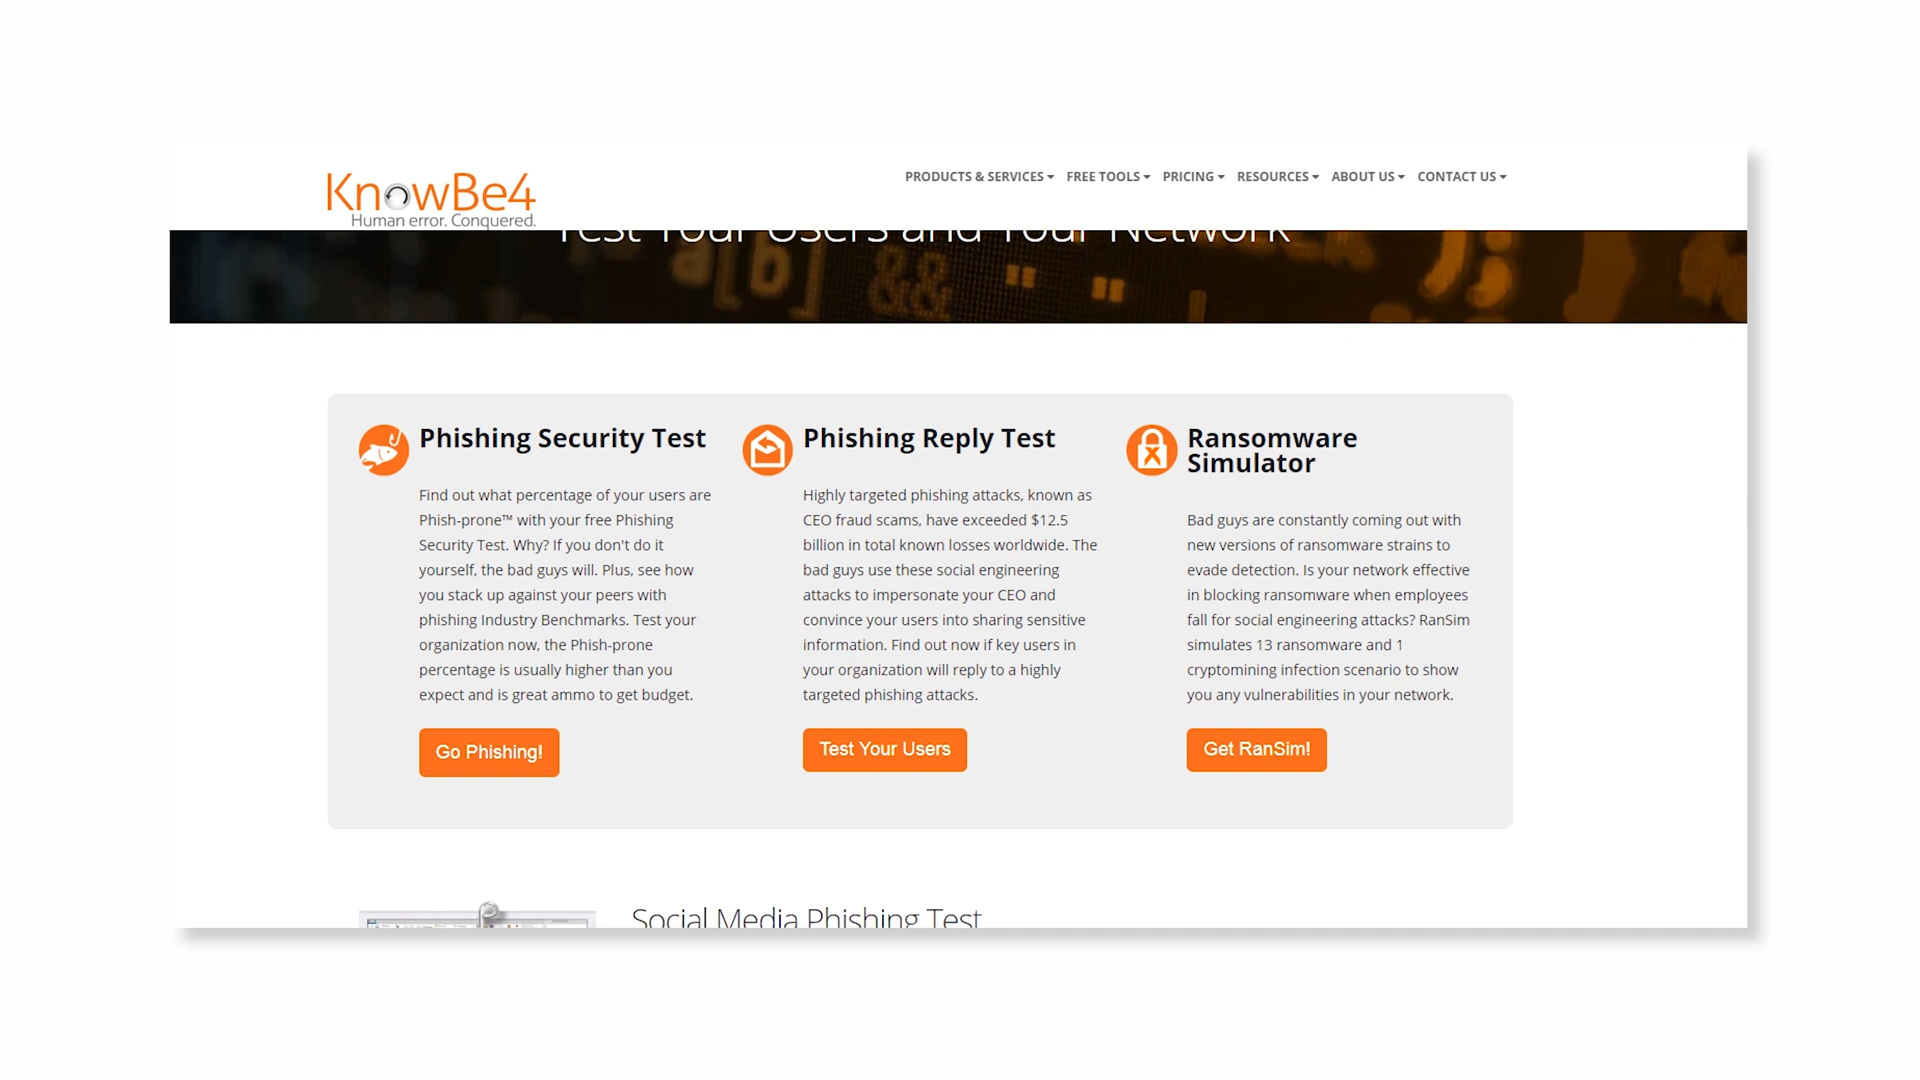 KnowBe4
Human error. Conquered.
PRODUCTS & SERVICES FREE TOOLS PRICING RESOURCES ABOUT US CONTACT US
Test Your Users and Your Network
a[b] && " "
Phishing Security Test
Find out what percentage of your users are
Phish-prone™ with your free Phishing
Security Test. Why? If you don't do it
yourself, the bad guys will. Plus, see how
you stack up against your peers with
phishing Industry Benchmarks. Test your
organization now, the Phish-prone
percentage is usually higher than you
expect and is great ammo to get budget.
Go Phishing!
Phishing Reply Test
Highly targeted phishing attacks, known as
CEO fraud scams, have exceeded $12.5
billion in total known losses worldwide. The
bad guys use these social engineering
attacks to impersonate your CEO and
convince your users into sharing sensitive
information. Find out now if key users in
your organization will reply to a highly
targeted phishing attacks.
Test Your Users
Ransomware
Simulator
Bad guys are constantly coming out with
new versions of ransomware strains to
evade detection. Is your network effective
in blocking ransomware when employees
fall for social engineering attacks? RanSim
simulates 13 ransomware and 1
cryptomining infection scenario to show
you any vulnerabilities in your network.
Get RanSim!
Social Media Phishing Test